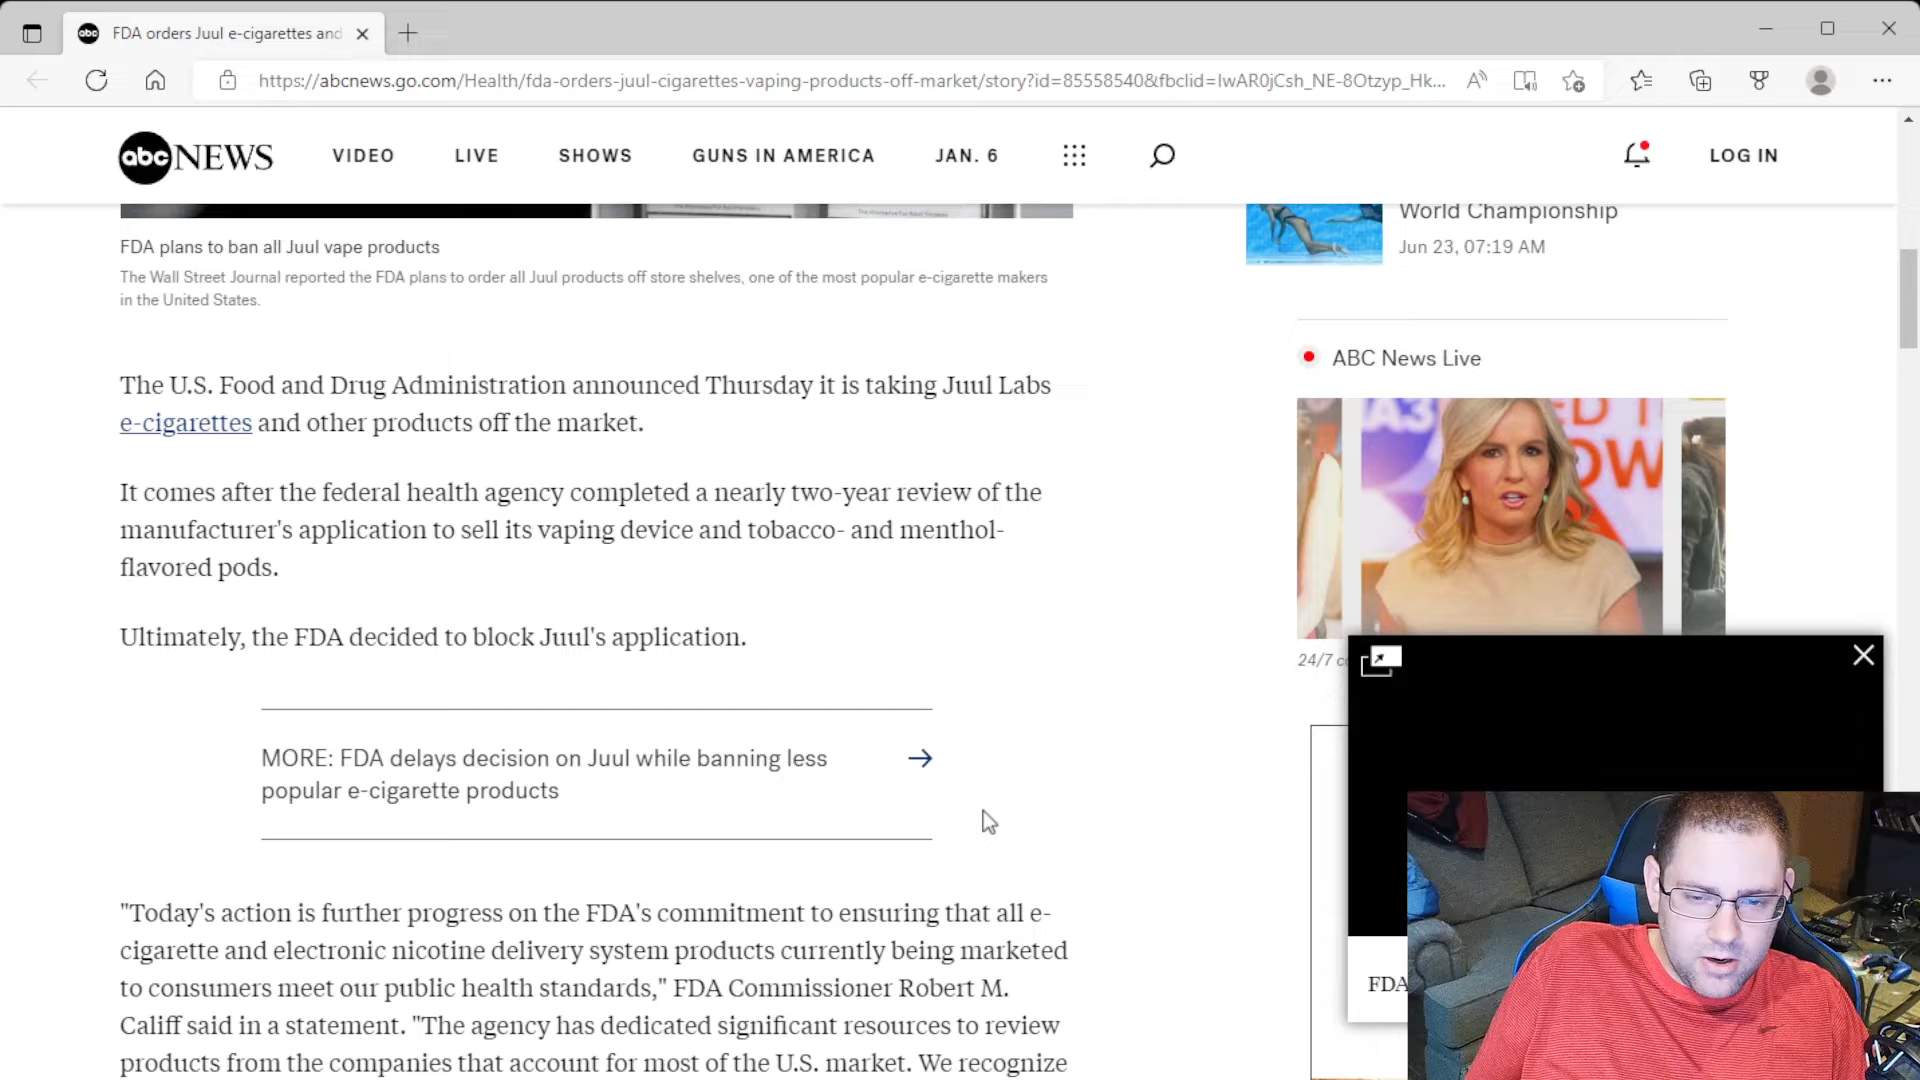 FDA orders Juul e-cigarettes and
https://abcnews.go.com/Health/fda-orders-juul-cigarettes-vaping-products-off-market/story?id=85558540&fbclid=IwAR0jCsh_NE-8Otzyp_Hk...
abc NEWS VIDEO LIVE SHOWS GUNS IN AMERICA JAN. 6 LOG IN
World Championship
Jun 23, 07:19 AM
FDA plans to ban all Juul vape products
The Wall Street Journal reported the FDA plans to order all Juul products off store shelves, one of the most popular e-cigarette makers
in the United States.
ABC News Live
The U.S. Food and Drug Administration announced Thursday it is taking Juul Labs
e-cigarettes and other products off the market.
It comes after the federal health agency completed a nearly two-year review of the
manufacturer's application to sell its vaping device and tobacco- and menthol-
flavored pods.
Ultimately, the FDA decided to block Juul's application.
24/7
MORE: FDA delays decision on Juul while banning less
popular e-cigarette products
"Today's action is further progress on the FDA's commitment to ensuring that all e-
cigarette and electronic nicotine delivery system products currently being marketed
to consumers meet our public health standards," FDA Commissioner Robert M.
Califf said in a statement. "The agency has dedicated significant resources to review
products from the companies that account for most of the U.S. market. We recognize
FDA